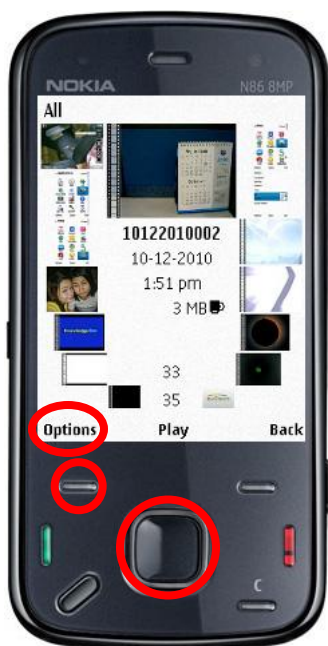 NOKIA N86 8MP
All
10122010002
10-12-2010
1:51 pm
3 MB
33
35
Options Play Back
C